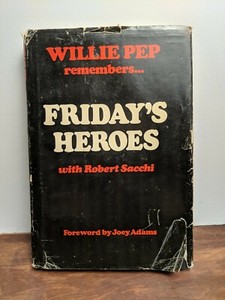 WILLIE PEP
remembers...
FRIDAY'S
HEROES
with Robert Sacchi
Foreword by Joey Adams